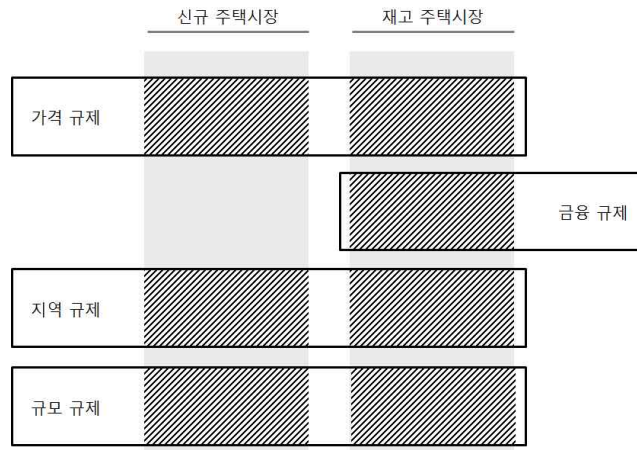 신규 주택시장
재고 주택시장
가격 규제
금융 규제
지역 규제
규모 규제